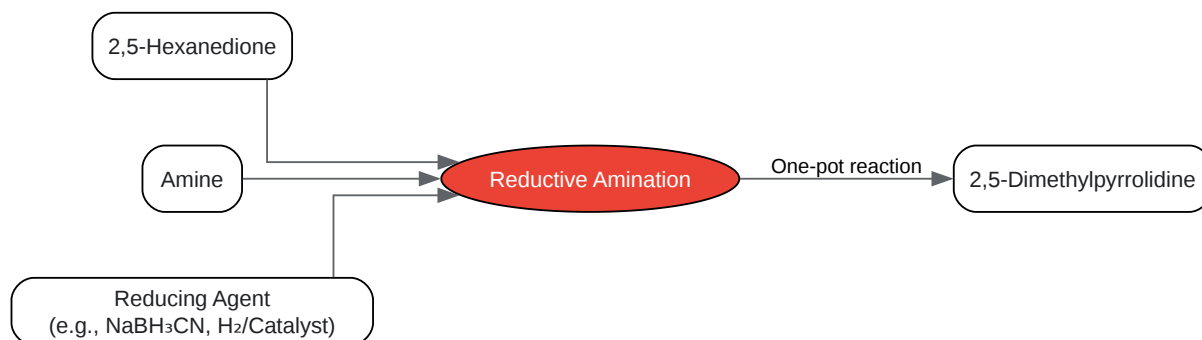 2,5-Hexanedione
Amine
Reducing Agent
(e.g., NaBH₃CN, H₂/Catalyst)
Reductive Amination
One-pot reaction
2,5-Dimethylpyrrolidine